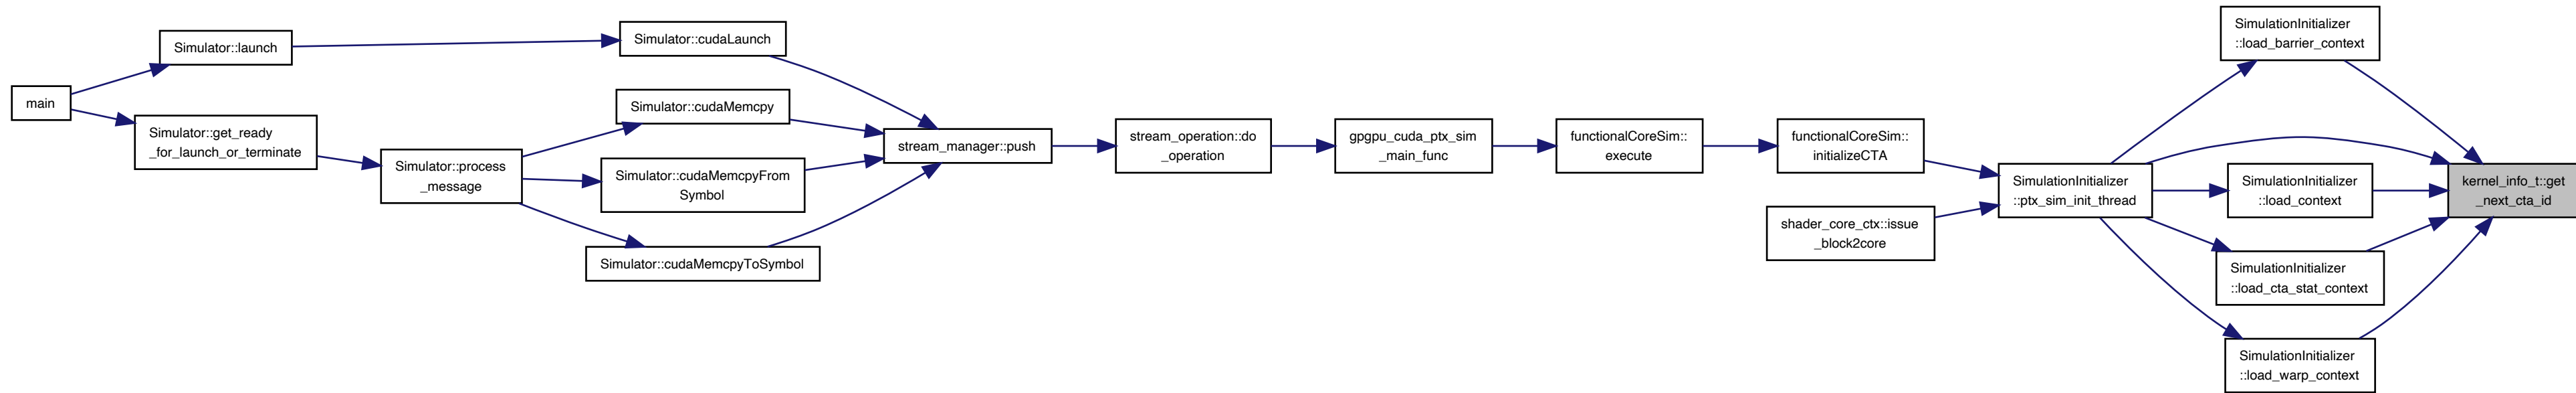 main
Simulator::launch
Simulator::get_ready
_for_launch_or_terminate
Simulator::process
_message
Simulator::cudaLaunch
Simulator::cudaMemcpy
Simulator::cudaMemcpyFrom
Symbol
Simulator::cudaMemcpyToSymbol
stream_manager::push
stream_operation::do
_operation
gpgpu_cuda_ptx_sim
_main_func
functionalCoreSim::
execute
functionalCoreSim::
initializeCTA
shader_core_ctx::issue
_block2core
SimulationInitializer
::ptx_sim_init_thread
SimulationInitializer
::load_barrier_context
SimulationInitializer
::load_context
SimulationInitializer
::load_cta_stat_context
SimulationInitializer
::load_warp_context
kernel_info_t::get
_next_cta_id